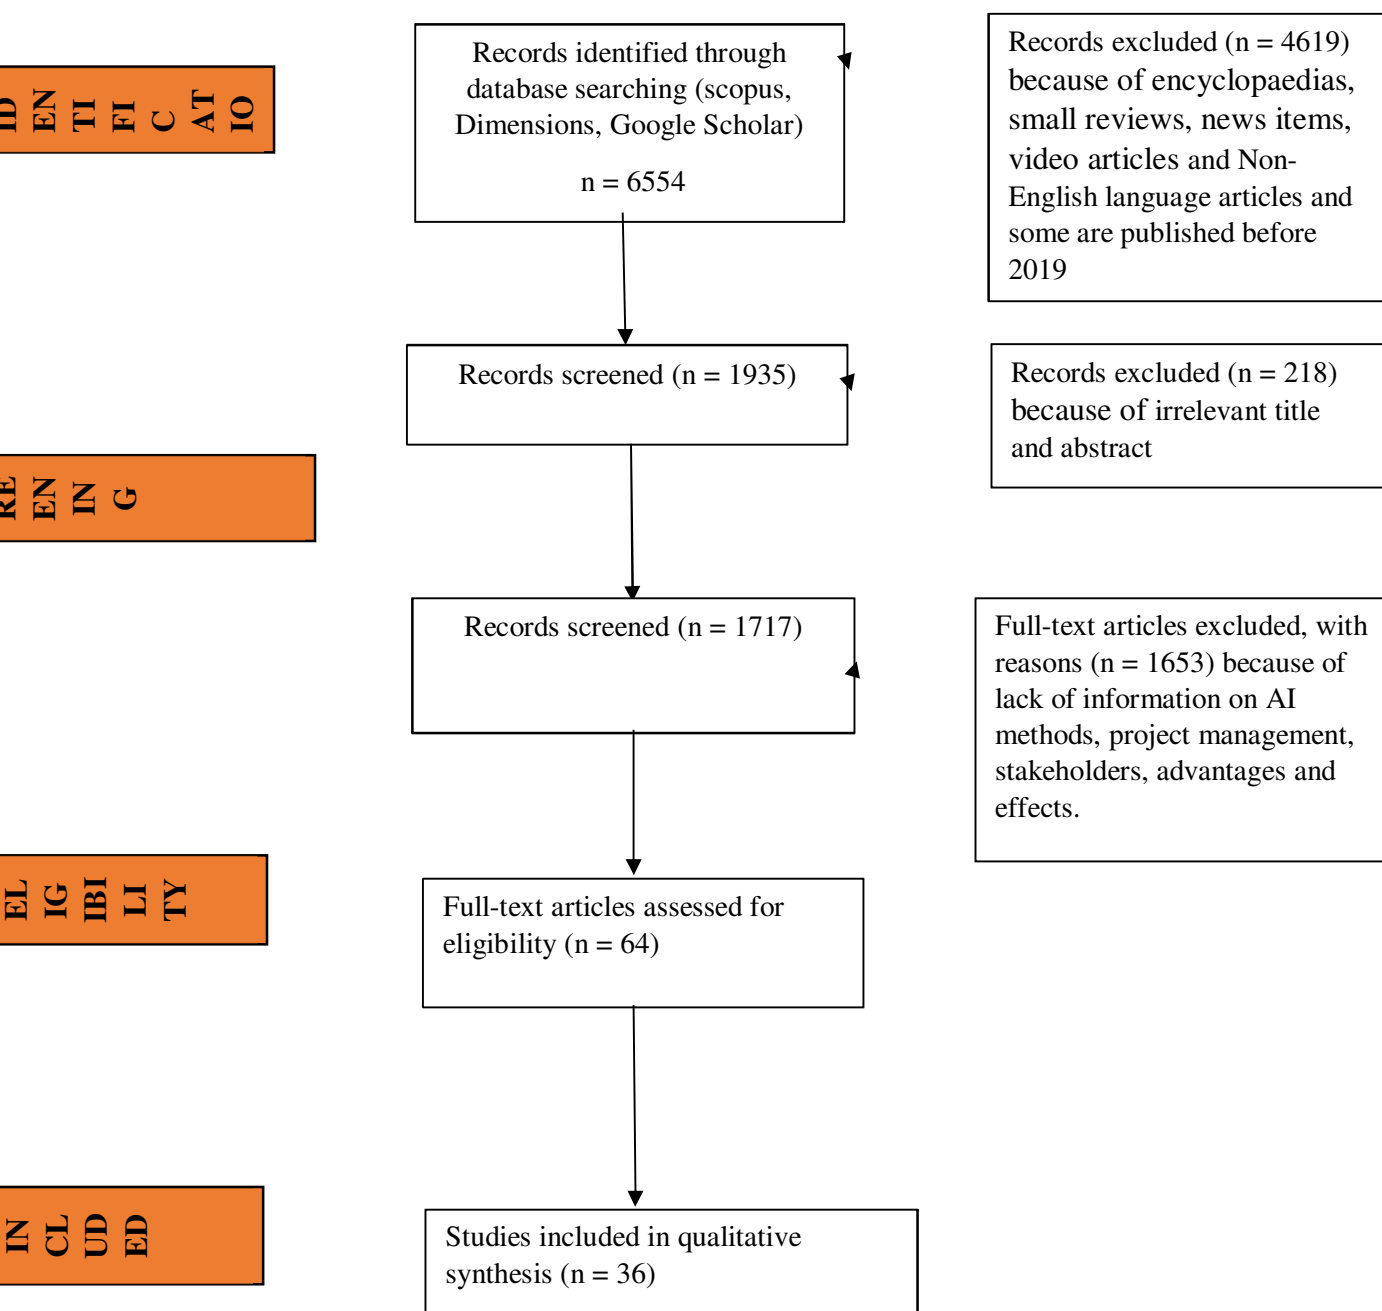 ID
EN
TI
FI
C
AT
IO
Records identified through
database searching (scopus,
Dimensions, Google Scholar)
n = 6554
Records excluded (n = 4619)
because of encyclopaedias,
small reviews, news items,
video articles and Non-
English language articles and
some are published before
2019
Records screened (n = 1935)
Records excluded (n = 218)
because of irrelevant title
and abstract
RE
EN
IN
G
Records screened (n = 1717)
Full-text articles excluded, with
reasons (n = 1653) because of
lack of information on AI
methods, project management,
stakeholders, advantages and
effects.
EL
IG
IBI
LI
TY
Full-text articles assessed for
eligibility (n = 64)
IN
CL
UD
ED
Studies included in qualitative
synthesis (n = 36)